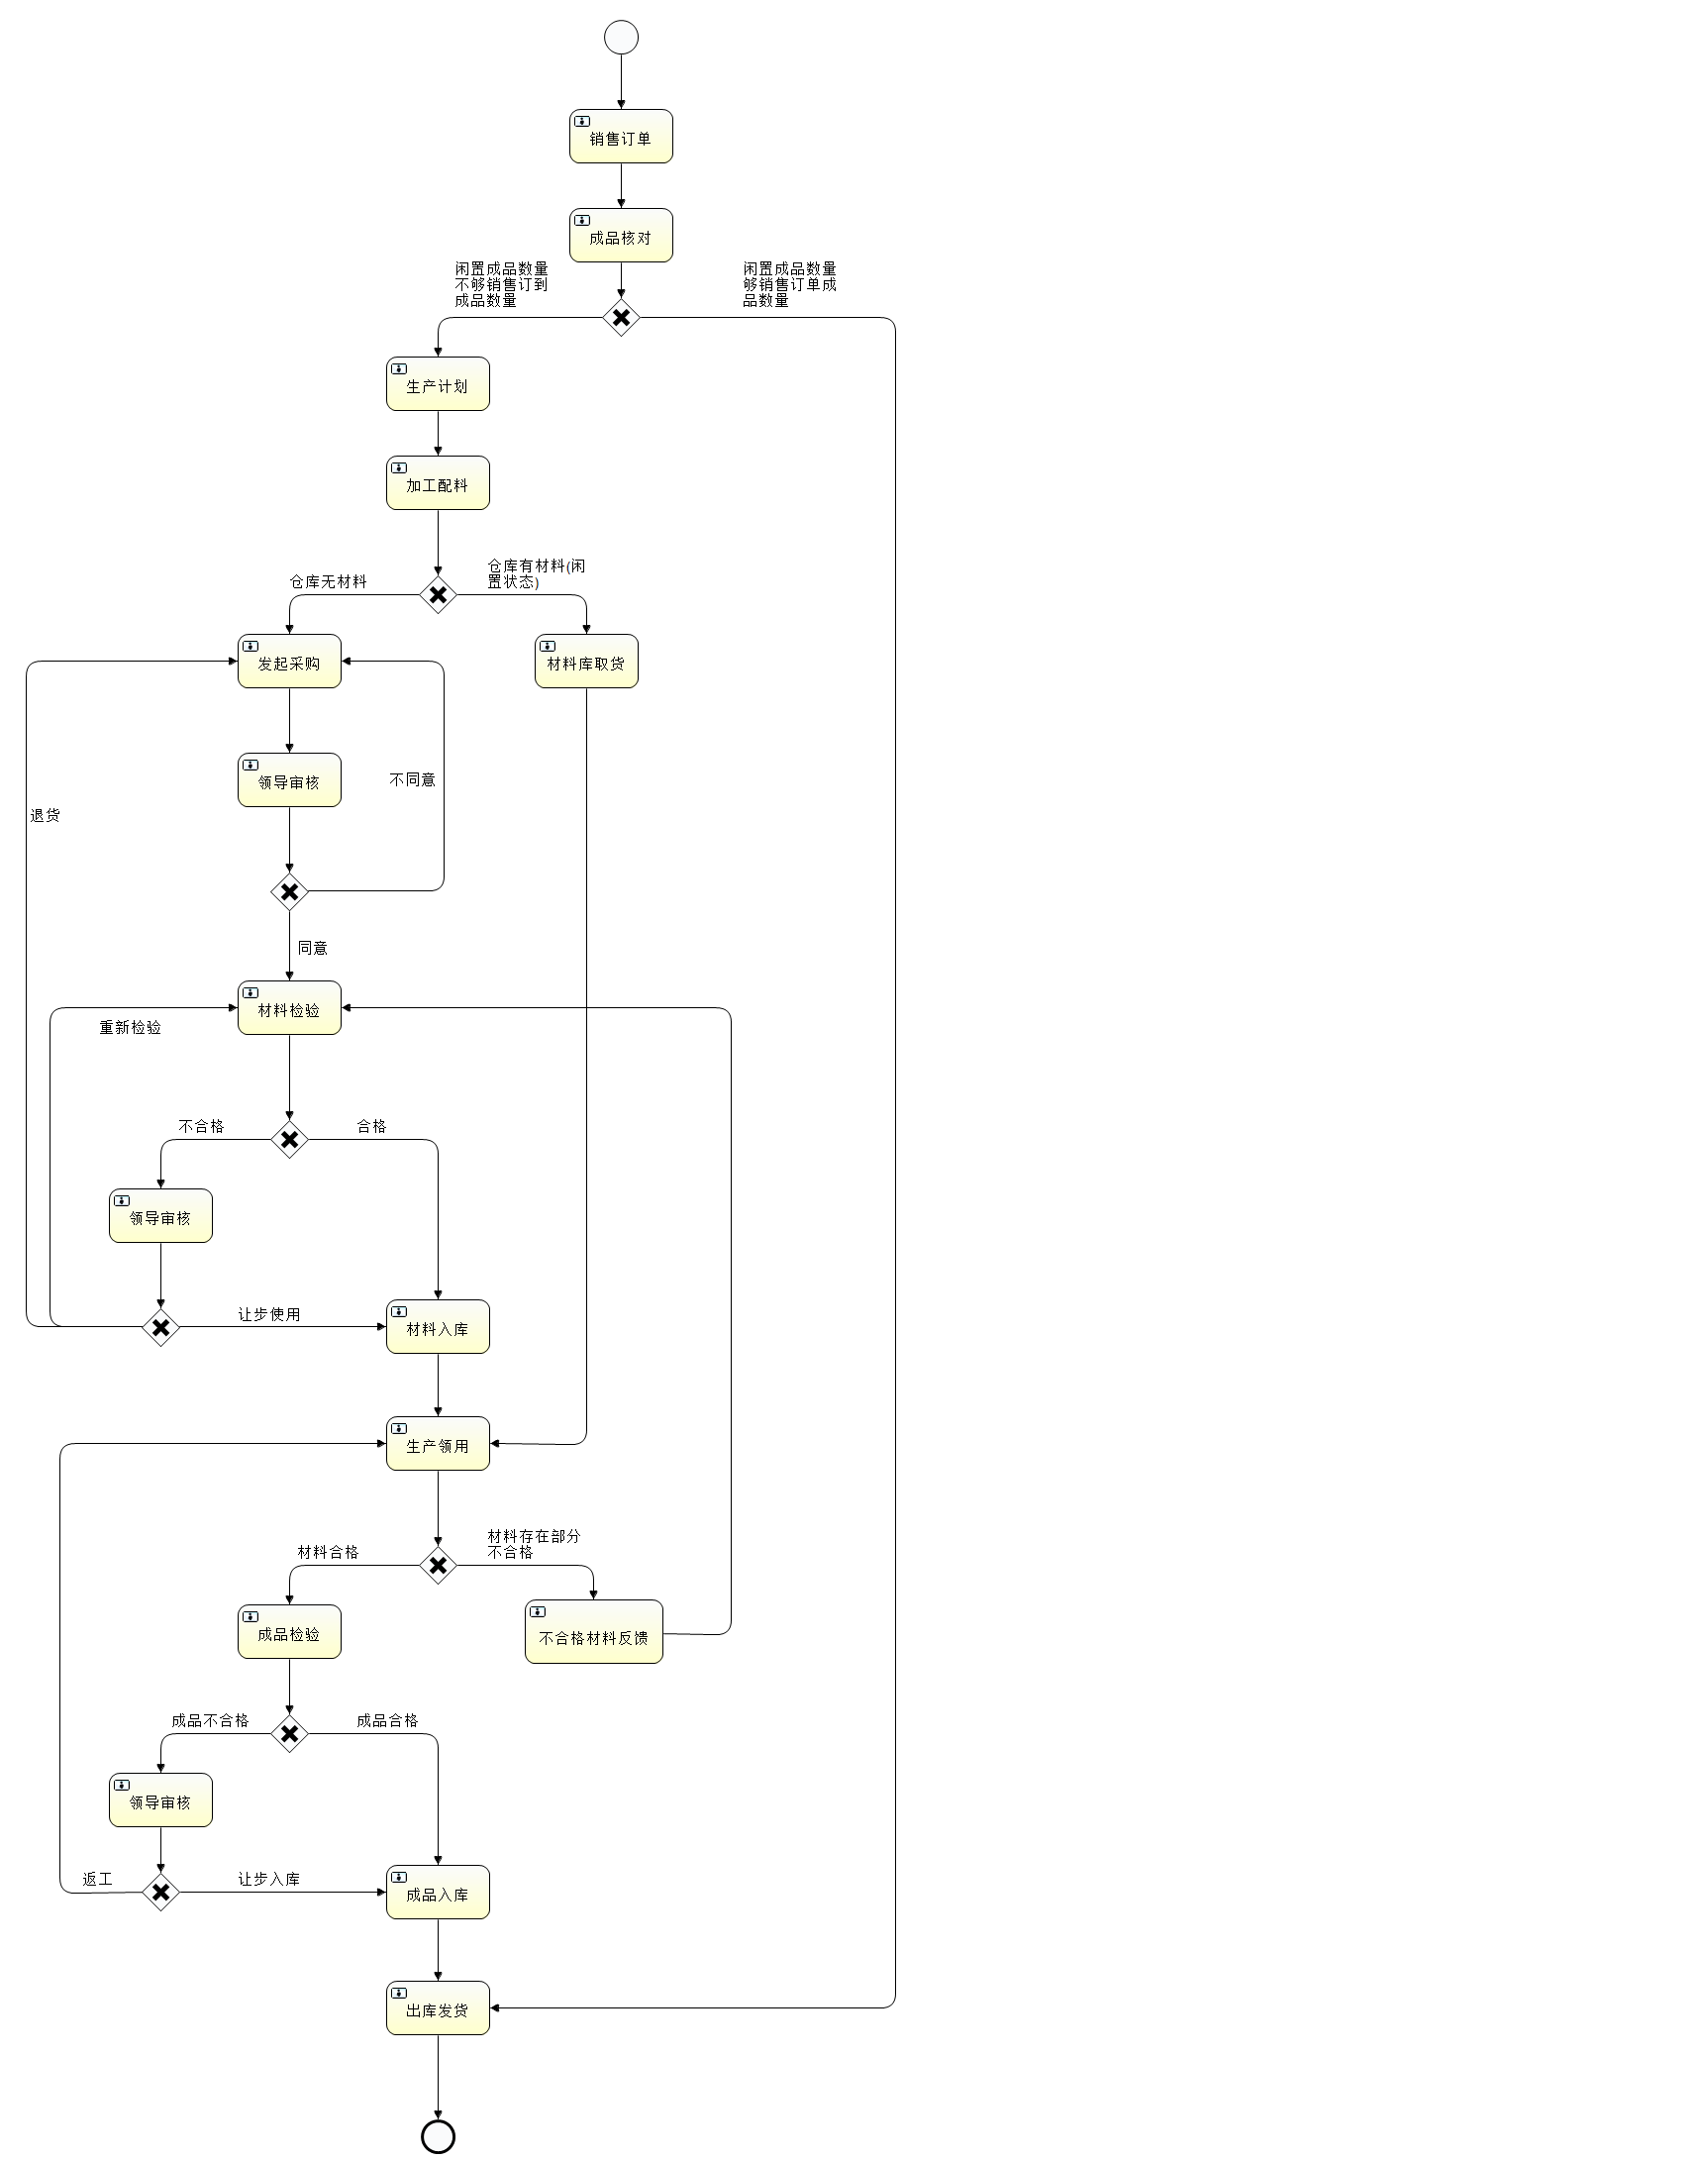 销售订单
成品核对
闲置成品数量
不够销售订到
成品数量
闲置成品数量
够销售订单成
品数量
生产计划
加工配料
仓库无材料
仓库有材料(闲
置状态)
发起采购
材料库取货
领导审核
不同意
退货
同意
材料检验
重新检验
不合格
合格
领导审核
让步使用
材料入库
生产领用
材料合格
材料存在部分
不合格
成品检验
不合格材料反馈
成品不合格
成品合格
领导审核
返工
让步入库
成品入库
出库发货